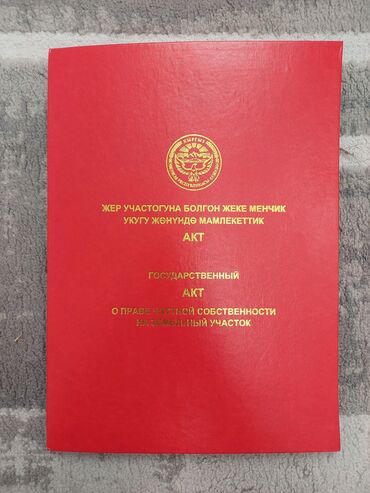 ЖЕР УЧАСТОГУНА БОЛГОН ЖЕКЕ МЕНЧИК
УКУГУ ЖӨНҮНДӨ МАМЛЕКЕТТИК
АКТ
ГОСУДАРСТВЕННЫЙ
АКТ
О ПРАВЕ ЧАСТНОЙ СОБСТВЕННОСТИ
НА ЗЕМЕЛЬНЫЙ УЧАСТОК